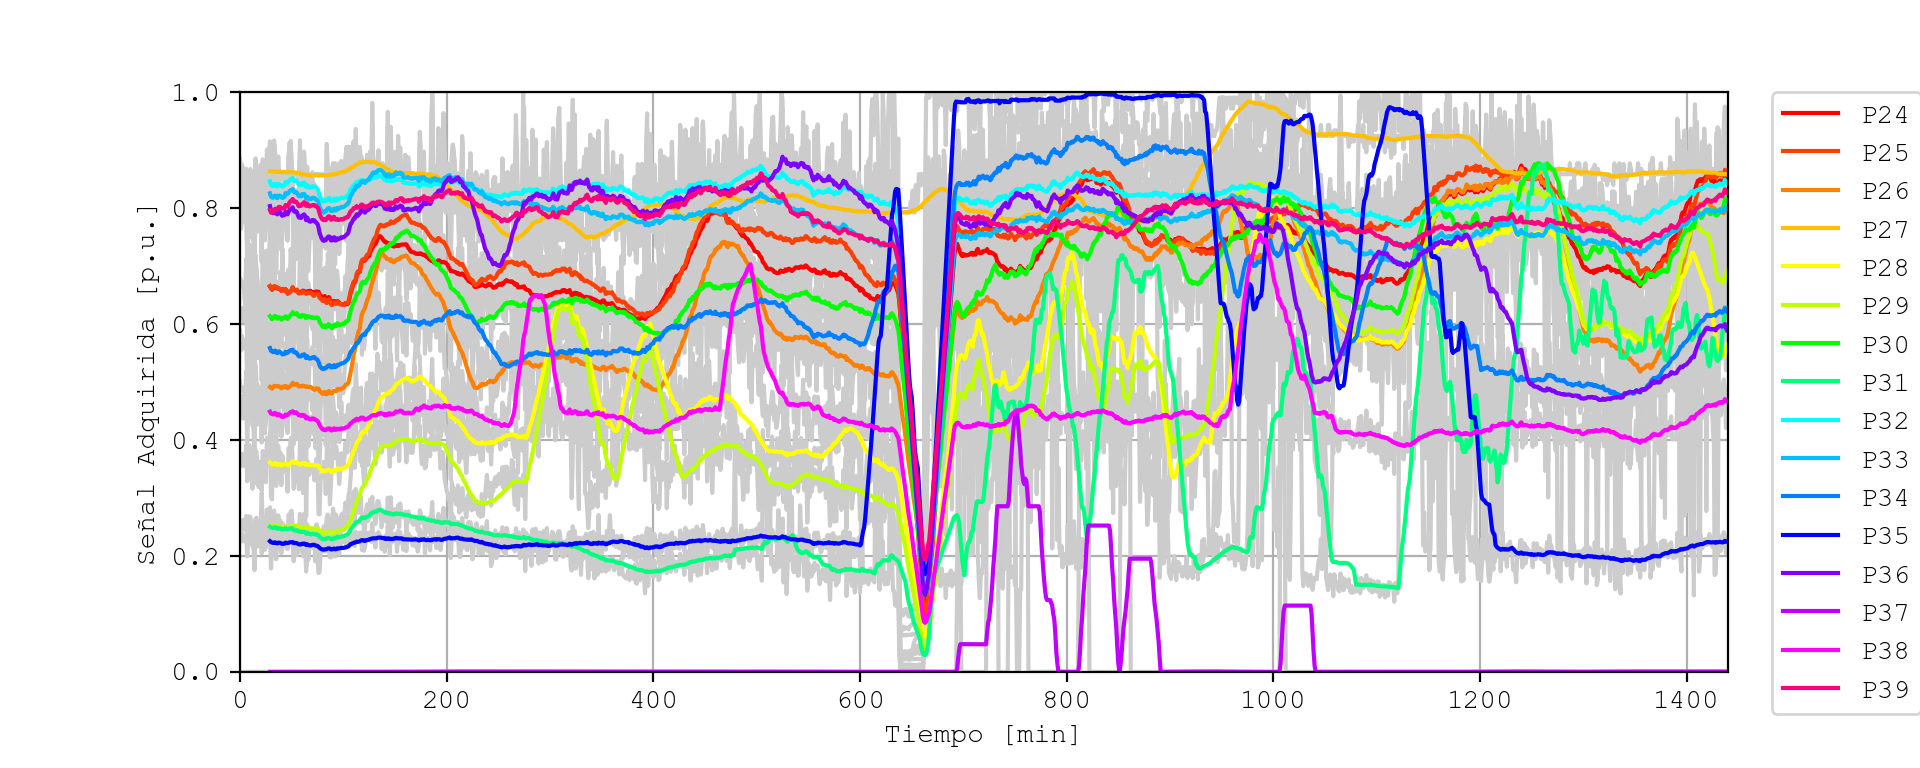 1.0
0.8
0.6
0.4
0.2
0.0
Señal Adquirida [p.u.]
0 200 400 600 800 1000 1200 1400
Tiempo [min]
P24
P25
P26
P27
P28
P29
P30
P31
P32
P33
P34
P35
P36
P37
P38
P39